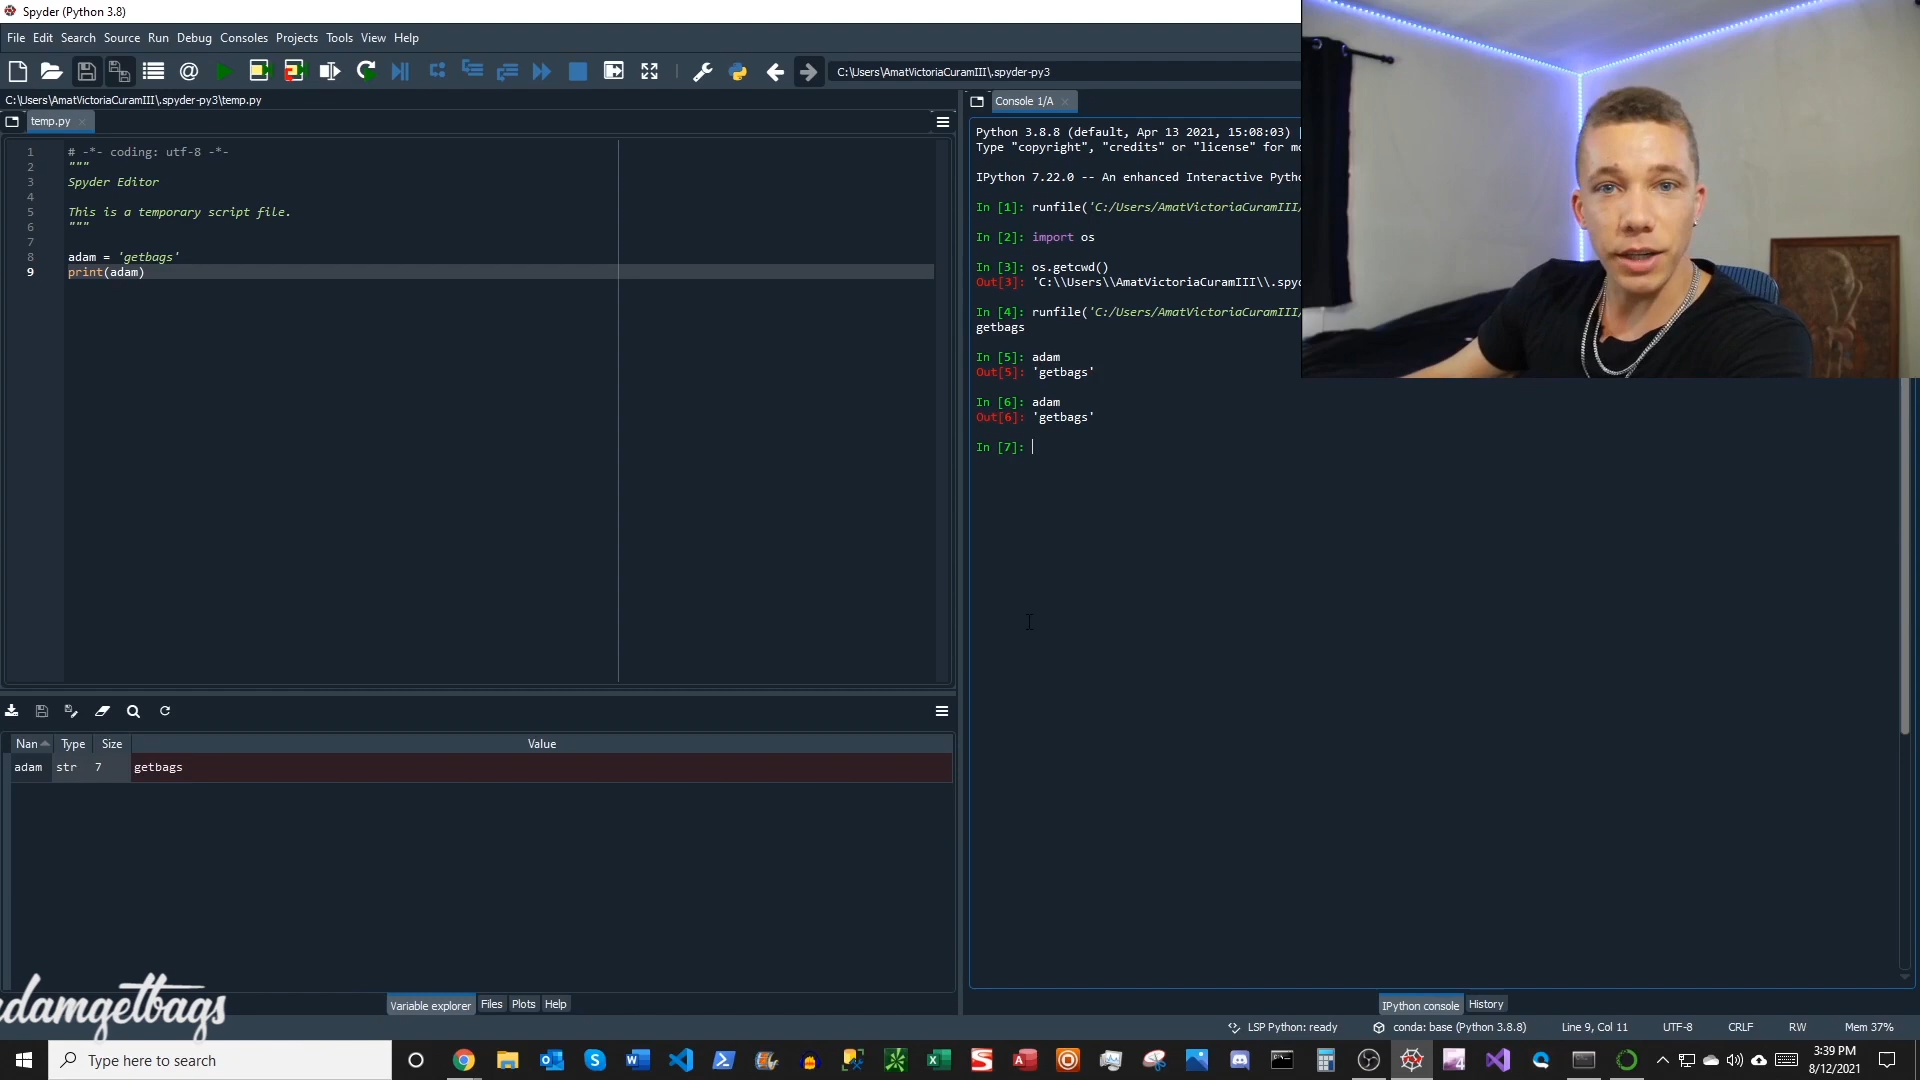 Spyder (Python 3.8)
File Edit Search Source Run Debug Consoles Projects Tools View Help
C:\Users\AmatVictoriaCuramIII\.spyder-py3
C:\Users\AmatVictoriaCuramIII\.spyder-py3\temp.py
temp.py
1 # -*- coding: utf-8 -*-
2 """
3 Spyder Editor
4
5 This is a temporary script file.
6 """
7
8 adam = 'getbags'
9 print(adam)
Console 1/A
Python 3.8.8 (default, Apr 13 2021, 15:08:03) |
Type "copyright", "credits" or "license" for mo
IPython 7.22.0 -- An enhanced Interactive Pytho
In [1]: runfile('C:/Users/AmatVictoriaCuramIII/
In [2]: import os
In [3]: os.getcwd()
Out[3]: 'C:\\Users\\AmatVictoriaCuramIII\\.spyd
In [4]: runfile('C:/Users/AmatVictoriaCuramIII/
getbags
In [5]: adam
Out[5]: 'getbags'
In [6]: adam
Out[6]: 'getbags'
In [7]:
Nan Type Size Value
adam str 7 getbags
adamgetbags
Variable explorer Files Plots Help
IPython console History
LSP Python: ready conda: base (Python 3.8.8) Line 9, Col 11 UTF-8 CRLF RW Mem 37%
Type here to search
3:39 PM
8/12/2021